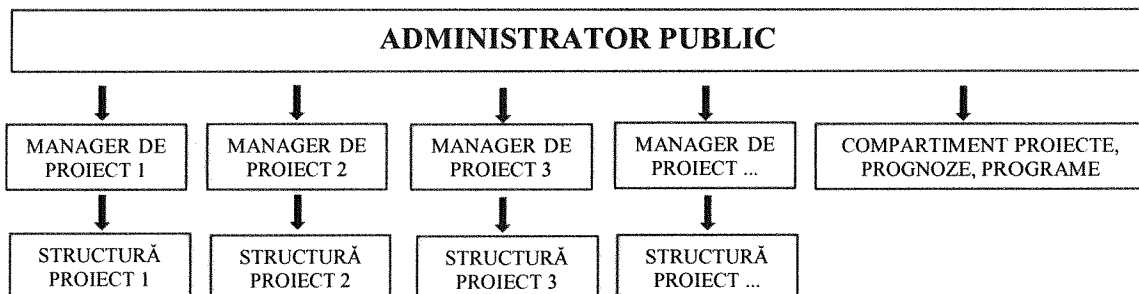 ADMINISTRATOR PUBLIC
MANAGER DE
PROIECT 1
MANAGER DE
PROIECT 2
MANAGER DE
PROIECT 3
MANAGER DE
PROIECT ...
COMPARTIMENT PROIECTE,
PROGNOZE, PROGRAME
STRUCTURĂ
PROIECT 1
STRUCTURĂ
PROIECT 2
STRUCTURĂ
PROIECT 3
STRUCTURĂ
PROIECT ...